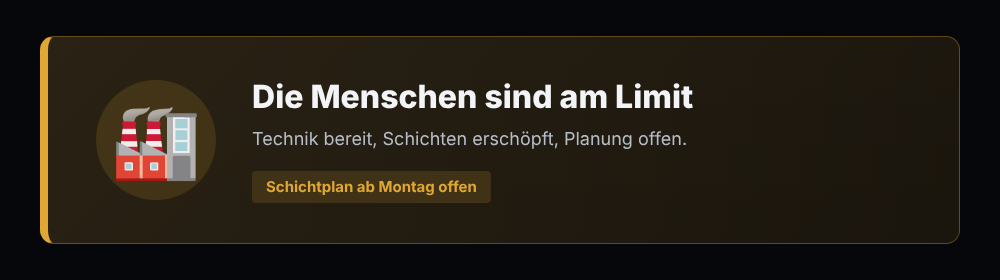 Die Menschen sind am Limit
Technik bereit, Schichten erschöpft, Planung offen.
Schichtplan ab Montag offen